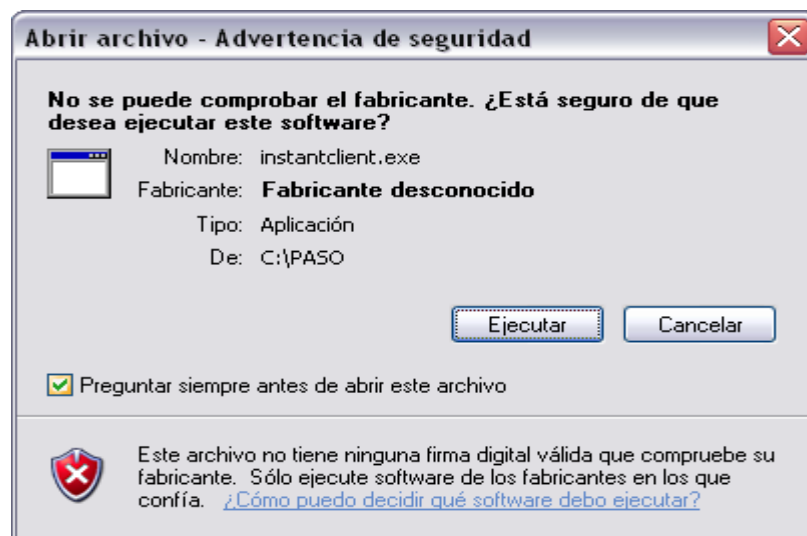 Abrir archivo - Advertencia de seguridad
No se puede comprobar el fabricante. ¿Está seguro de que
desea ejecutar este software?
Nombre: instantclient.exe
Fabricante: Fabricante desconocido
Tipo: Aplicación
De: C:\PASO
Ejecutar Cancelar
Preguntar siempre antes de abrir este archivo
Este archivo no tiene ninguna firma digital válida que compruebe su
fabricante. Sólo ejecute software de los fabricantes en los que
confía. ¿Cómo puedo decidir qué software debo ejecutar?